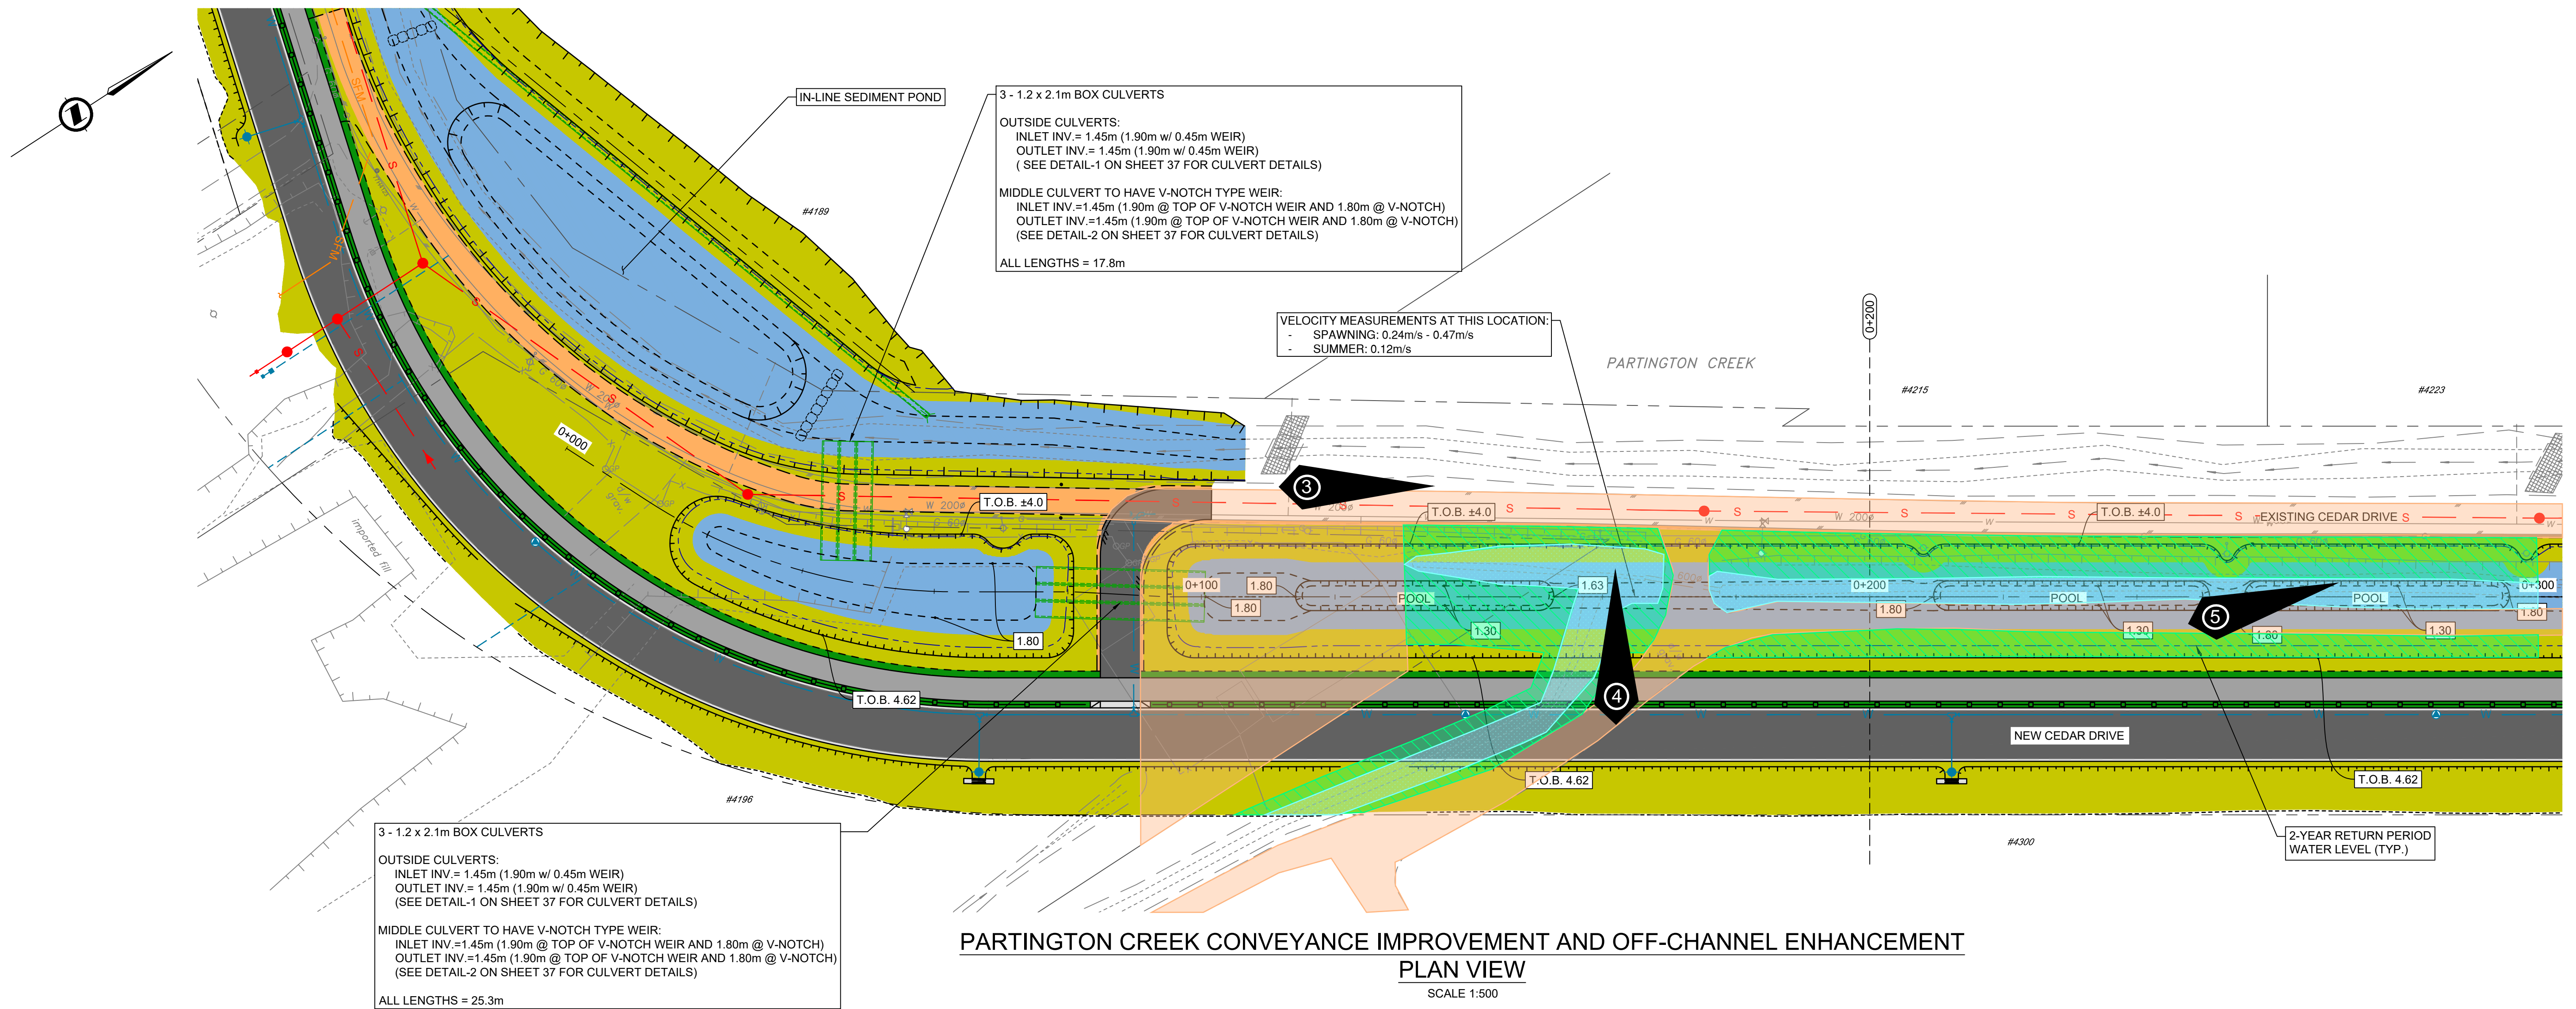 IN-LINE SEDIMENT POND
3 - 1.2 x 2.1m BOX CULVERTS
OUTSIDE CULVERTS:
INLET INV.= 1.45m (1.90m w/ 0.45m WEIR)
OUTLET INV.= 1.45m (1.90m w/ 0.45m WEIR)
( SEE DETAIL-1 ON SHEET 37 FOR CULVERT DETAILS)
MIDDLE CULVERT TO HAVE V-NOTCH TYPE WEIR:
INLET INV.=1.45m (1.90m @ TOP OF V-NOTCH WEIR AND 1.80m @ V-NOTCH)
OUTLET INV.=1.45m (1.90m @ TOP OF V-NOTCH WEIR AND 1.80m @ V-NOTCH)
(SEE DETAIL-2 ON SHEET 37 FOR CULVERT DETAILS)
ALL LENGTHS = 17.8m
#4189
VELOCITY MEASUREMENTS AT THIS LOCATION:
- SPAWNING: 0.24m/s - 0.47m/s
- SUMMER: 0.12m/s
PARTINGTON CREEK
0+200
#4215
#4223
SFM
SFM
S
S
S
S
S
W 200ø
G 60ø
0+000
d/w
grav.
imported fill
3
T.O.B. ±4.0
W 200ø
G 60ø
S
W 200ø
S
T.O.B. ±4.0
S
W 200ø
S
T.O.B. ±4.0
EXISTING CEDAR DRIVE
S
0+100
1.80
1.80
POOL
1.63
1.30
0+200
1.80
POOL
1.30
5
1.80
POOL
1.30
0+300
1.80
1.80
4
T.O.B. 4.62
NEW CEDAR DRIVE
T.O.B. 4.62
T.O.B. 4.62
#4196
#4300
2-YEAR RETURN PERIOD
WATER LEVEL (TYP.)
3 - 1.2 x 2.1m BOX CULVERTS
OUTSIDE CULVERTS:
INLET INV.= 1.45m (1.90m w/ 0.45m WEIR)
OUTLET INV.= 1.45m (1.90m w/ 0.45m WEIR)
(SEE DETAIL-1 ON SHEET 37 FOR CULVERT DETAILS)
MIDDLE CULVERT TO HAVE V-NOTCH TYPE WEIR:
INLET INV.=1.45m (1.90m @ TOP OF V-NOTCH WEIR AND 1.80m @ V-NOTCH)
OUTLET INV.=1.45m (1.90m @ TOP OF V-NOTCH WEIR AND 1.80m @ V-NOTCH)
(SEE DETAIL-2 ON SHEET 37 FOR CULVERT DETAILS)
ALL LENGTHS = 25.3m
PARTINGTON CREEK CONVEYANCE IMPROVEMENT AND OFF-CHANNEL ENHANCEMENT
PLAN VIEW
SCALE 1:500